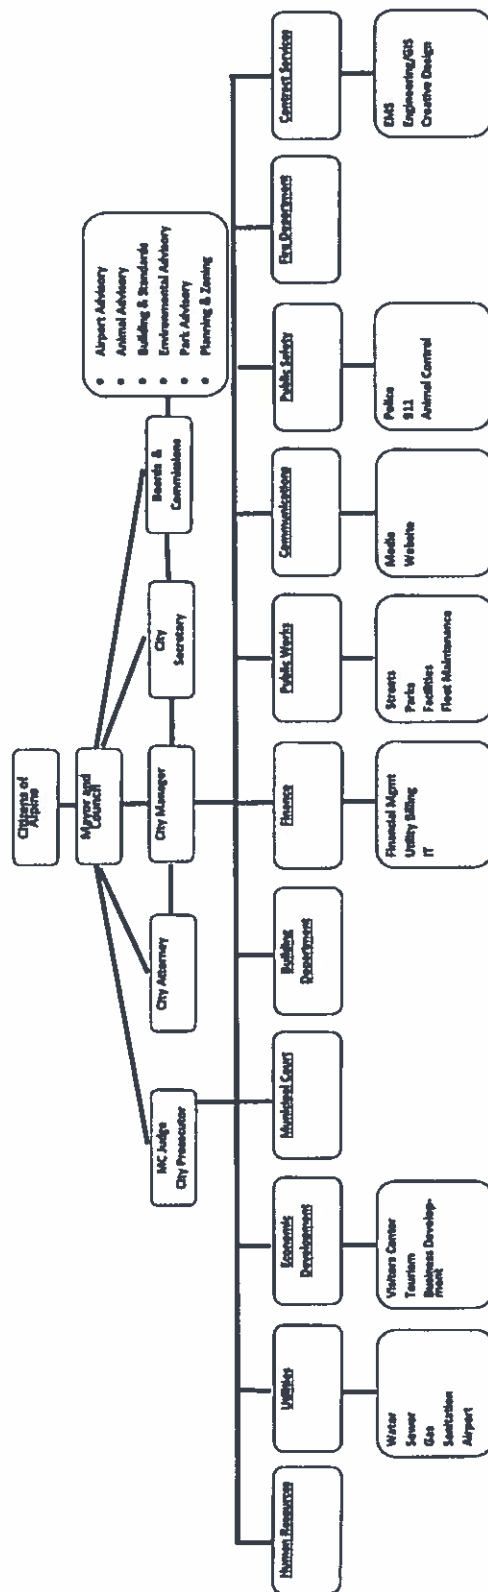 Citizens of
Alpine
Mayor and
Council
MC Judge
City Prosecutor
City Attorney
City Manager
City
Secretary
Boards &
Commissions
• Airport Advisory
• Animal Advisory
• Building & Standards
• Environmental Advisory
• Park Advisory
• Planning & Zoning
Human Resources
Utilities
Economic
Development
Municipal Court
Building
Department
Finance
Public Works
Communications
Public Safety
Fire Department
Contract Services
Water
Sewer
Gas
Sanitation
Airport
Visitors Center
Tourism
Business Develop-
ment
Financial Mgmt
Utility Billing
IT
Streets
Parks
Facilities
Fleet Maintenance
Media
Website
Police
911
Animal Control
EMS
Engineering/GIS
Creative Design